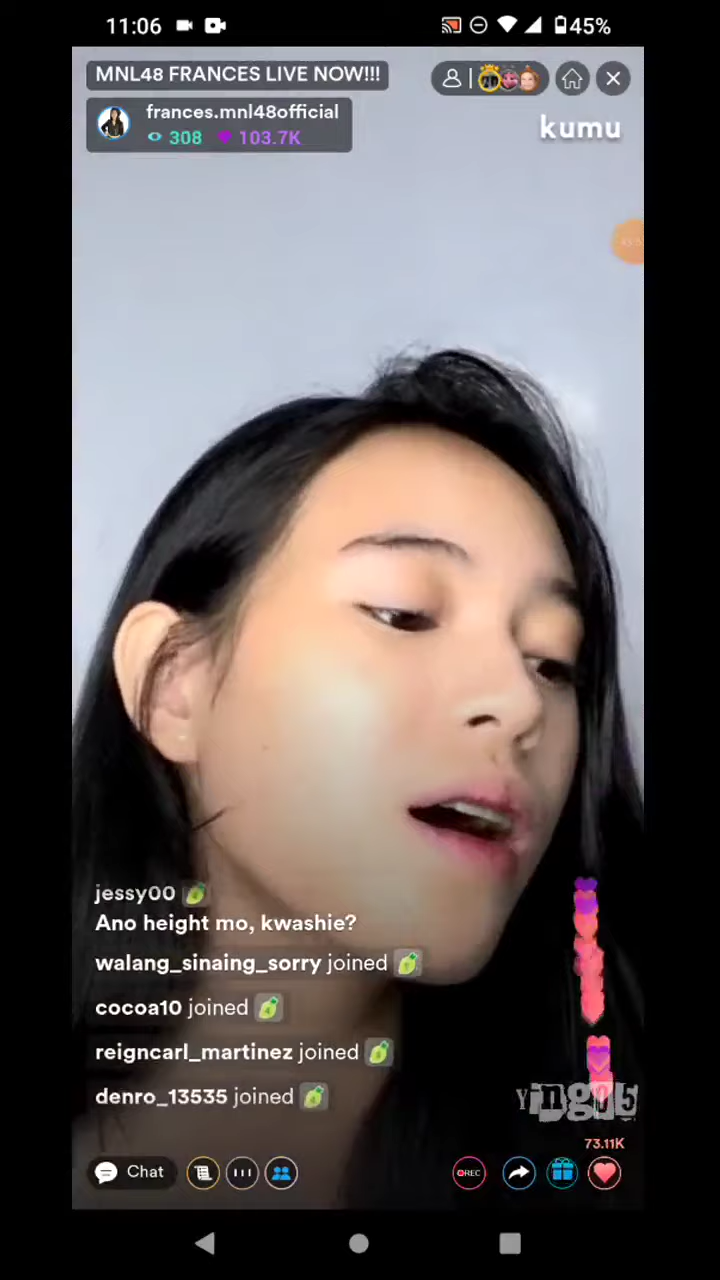 11:06
45%
MNL48 FRANCES LIVE NOW!!!
frances.mnl48official
308 103.7K
kumu
jessy00
Ano height mo, kwashie?
walang_sinaing_sorry joined
cocoa10 joined
reigncarl_martinez joined
denro_13535 joined
73.11K
Chat
REC